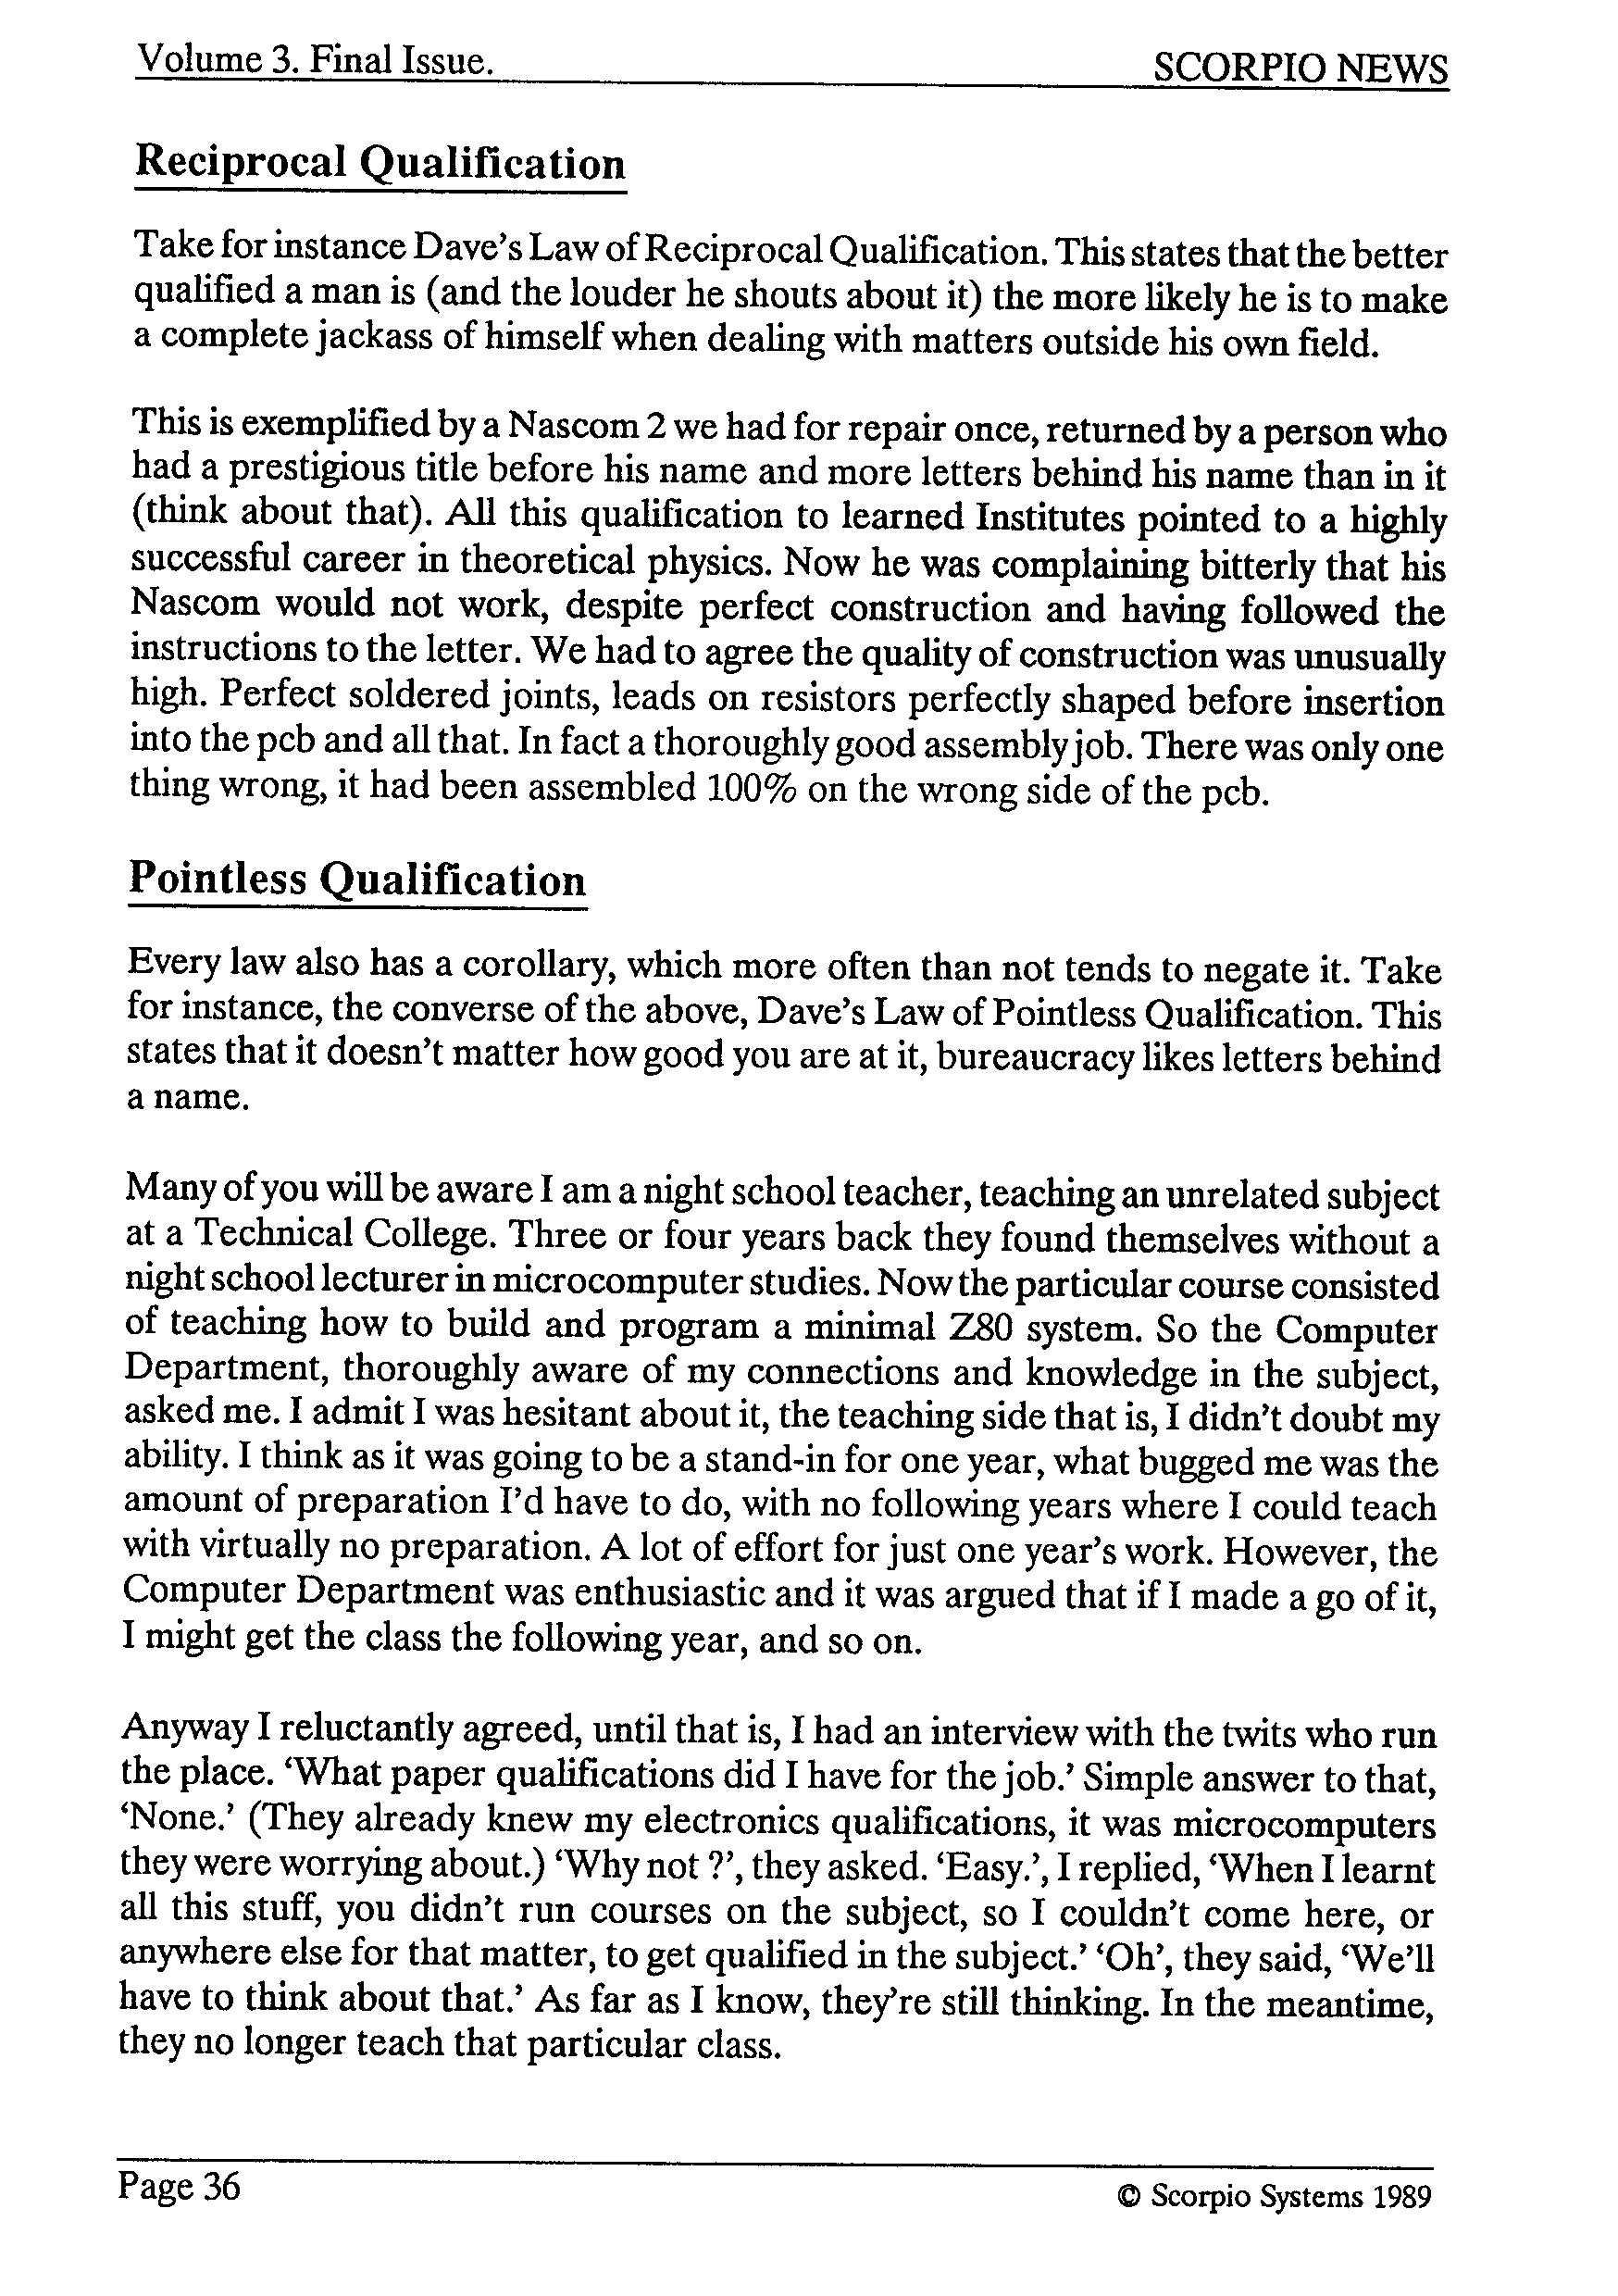 Volume 3. Final Issue. SCORPIO NEWS
Reciprocal Qualification
Take for instance Dave's Law of Reciprocal Qualification. This states that the better
qualified a man is (and the louder he shouts about it) the more likely he is to make
a complete jackass of himself when dealing with matters outside his own field.
This is exemplified by a Nascom 2 we had for repair once, returned by a person who
had a prestigious title before his name and more letters behind his name than in it
(think about that). All this qualification to learned Institutes pointed to a highly
successful career in theoretical physics. Now he was complaining bitterly that his
Nascom would not work, despite perfect construction and having followed the
instructions to the letter. We had to agree the quality of construction was unusually
high. Perfect soldered joints, leads on resistors perfectly shaped before insertion
into the pcb and all that. In fact a thoroughly good assembly job. There was only one
thing wrong, it had been assembled 100% on the wrong side of the pcb.
Pointless Qualification
Every law also has a corollary, which more often than not tends to negate it. Take
for instance, the converse of the above, Dave's Law of Pointless Qualification. This
states that it doesn't matter how good you are at it, bureaucracy likes letters behind
a name.
Many of you will be aware I am a night school teacher, teaching an unrelated subject
at a Technical College. Three or four years back they found themselves without a
night school lecturer in microcomputer studies. Now the particular course consisted
of teaching how to build and program a minimal Z80 system. So the Computer
Department, thoroughly aware of my connections and knowledge in the subject,
asked me. I admit I was hesitant about it, the teaching side that is, I didn't doubt my
ability. I think as it was going to be a stand-in for one year, what bugged me was the
amount of preparation I'd have to do, with no following years where I could teach
with virtually no preparation. A lot of effort for just one year's work. However, the
Computer Department was enthusiastic and it was argued that if I made a go of it,
I might get the class the following year, and so on.
Anyway I reluctantly agreed, until that is, I had an interview with the twits who run
the place. 'What paper qualifications did I have for the job.' Simple answer to that,
'None.' (They already knew my electronics qualifications, it was microcomputers
they were worrying about.) 'Why not ?', they asked. 'Easy.', I replied, 'When I learnt
all this stuff, you didn't run courses on the subject, so I couldn't come here, or
anywhere else for that matter, to get qualified in the subject.' 'Oh', they said, 'We'll
have to think about that.' As far as I know, they're still thinking. In the meantime,
they no longer teach that particular class.
Page 36 © Scorpio Systems 1989